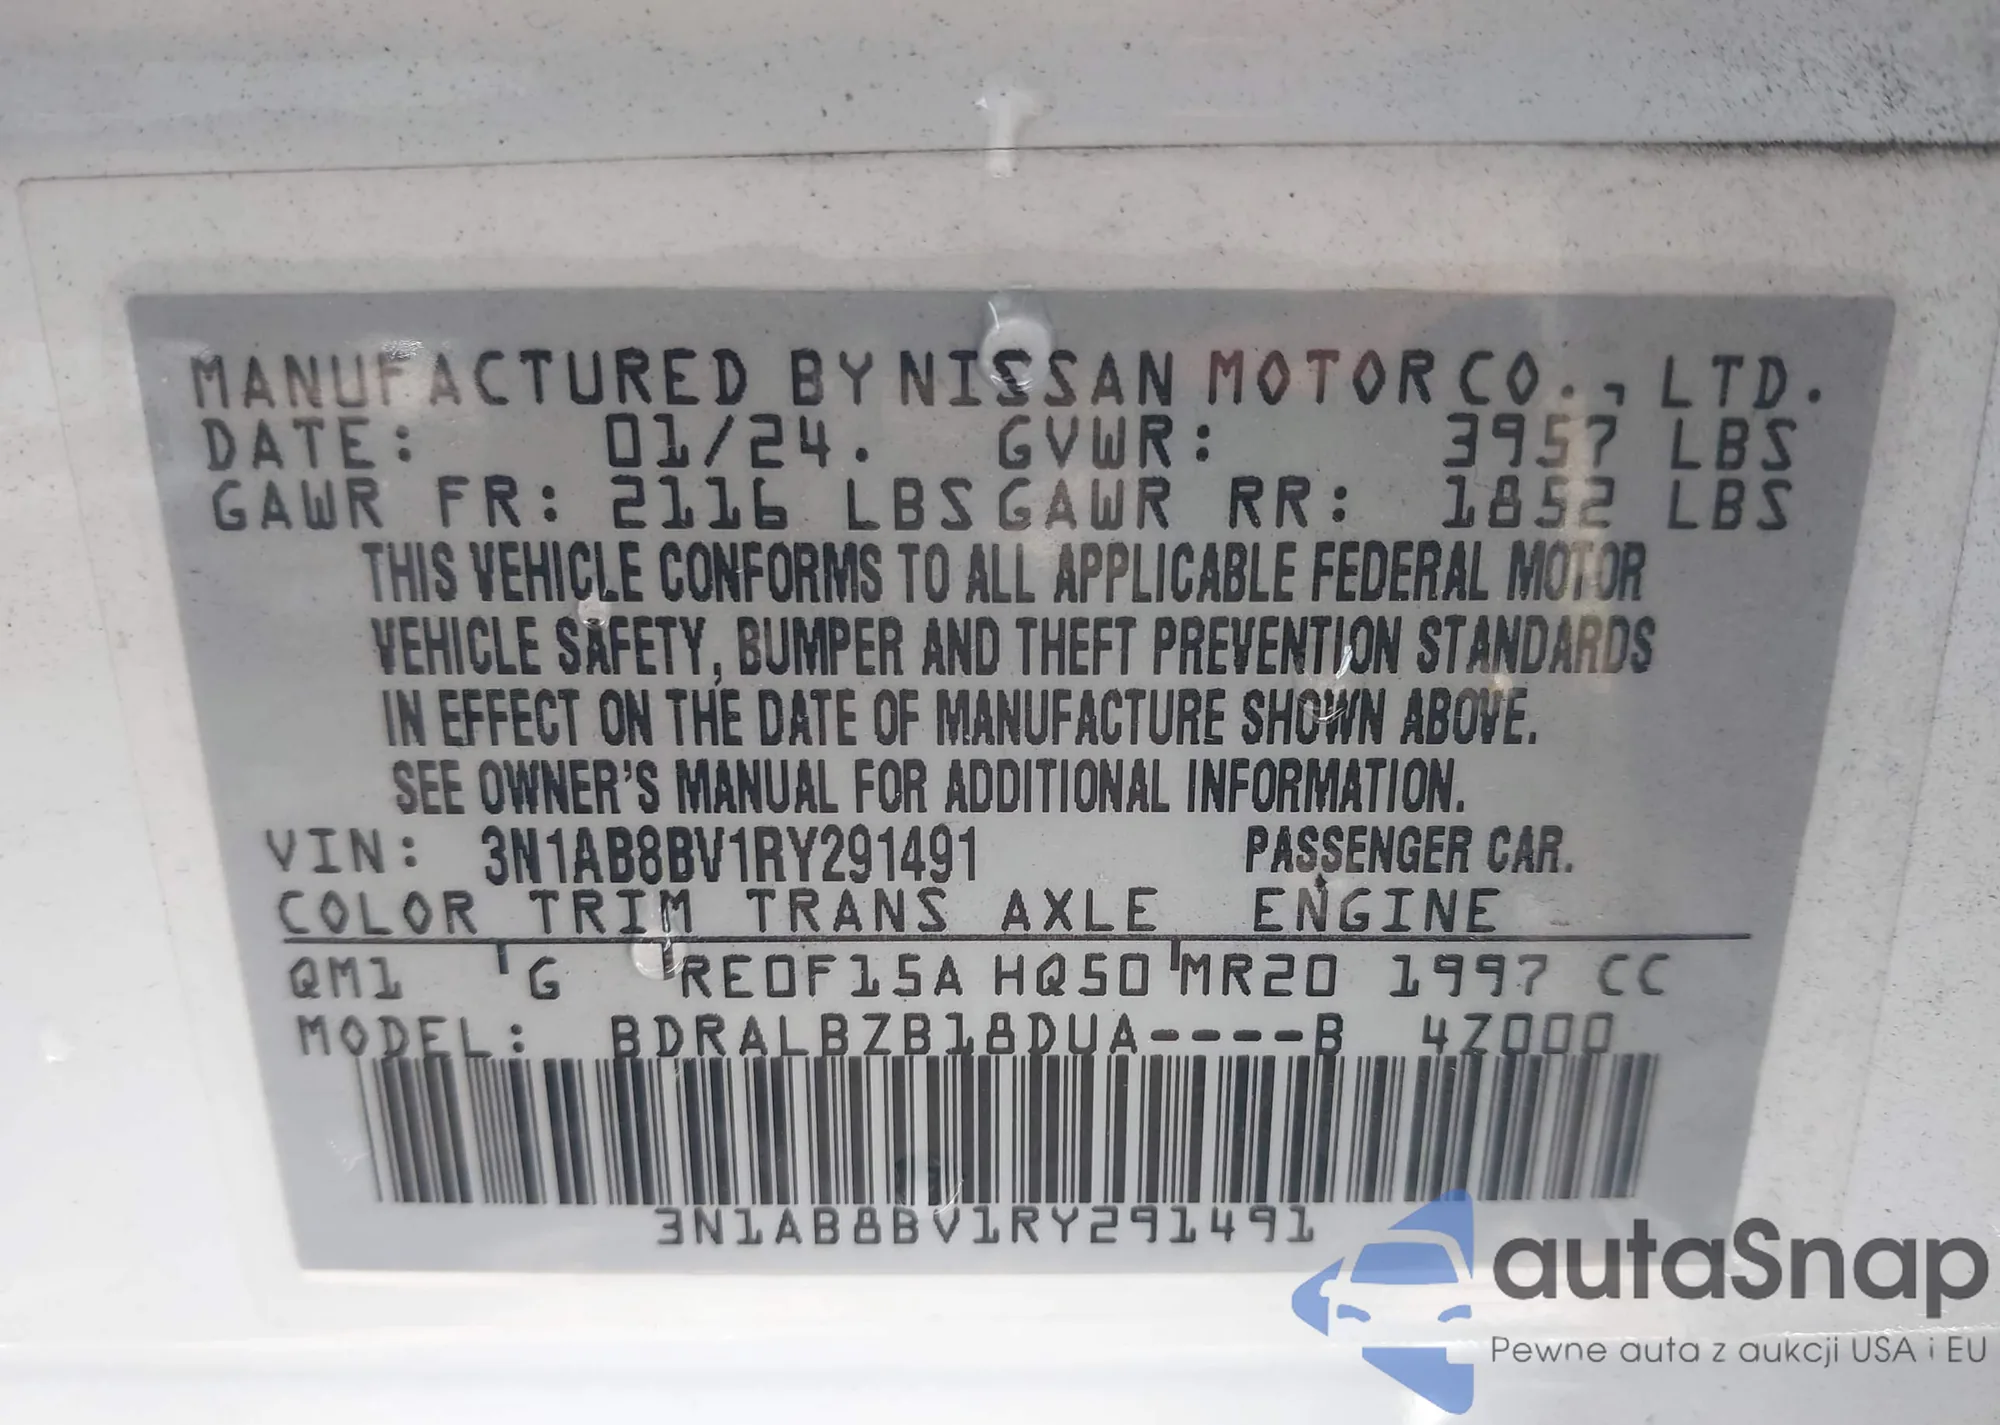 MANUFACTURED BY NISSAN MOTOR CO., LTD.
DATE: 01/24. GVWR: 3957 LBS
GAWR FR: 2116 LBS GAWR RR: 1852 LBS
THIS VEHICLE CONFORMS TO ALL APPLICABLE FEDERAL MOTOR
VEHICLE SAFETY, BUMPER AND THEFT PREVENTION STANDARDS
IN EFFECT ON THE DATE OF MANUFACTURE SHOWN ABOVE.
SEE OWNER'S MANUAL FOR ADDITIONAL INFORMATION.
VIN: 3N1AB8BV1RY291491 PASSENGER CAR.
COLOR TRIM TRANS AXLE ENGINE
QM1 G RE0F15A HQ50 MR20 1997 CC
MODEL: BDRALBZB18DUA----B 4Z000
3N1AB8BV1RY291491
autaSnap
Pewne auta z aukcji USA i EU